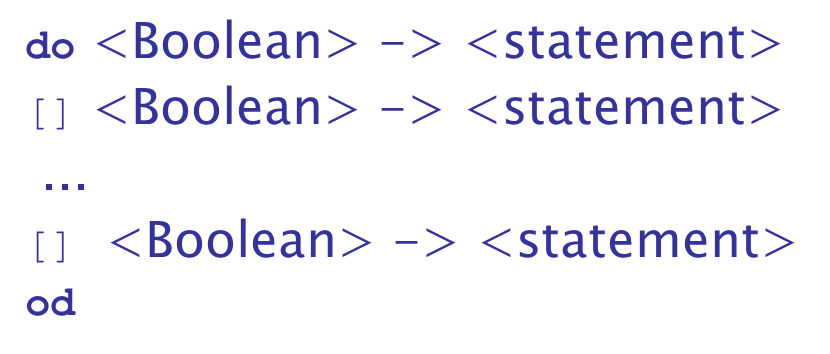 do <Boolean> -> <statement>
[] <Boolean> -> <statement>
...
[] <Boolean> -> <statement>
od